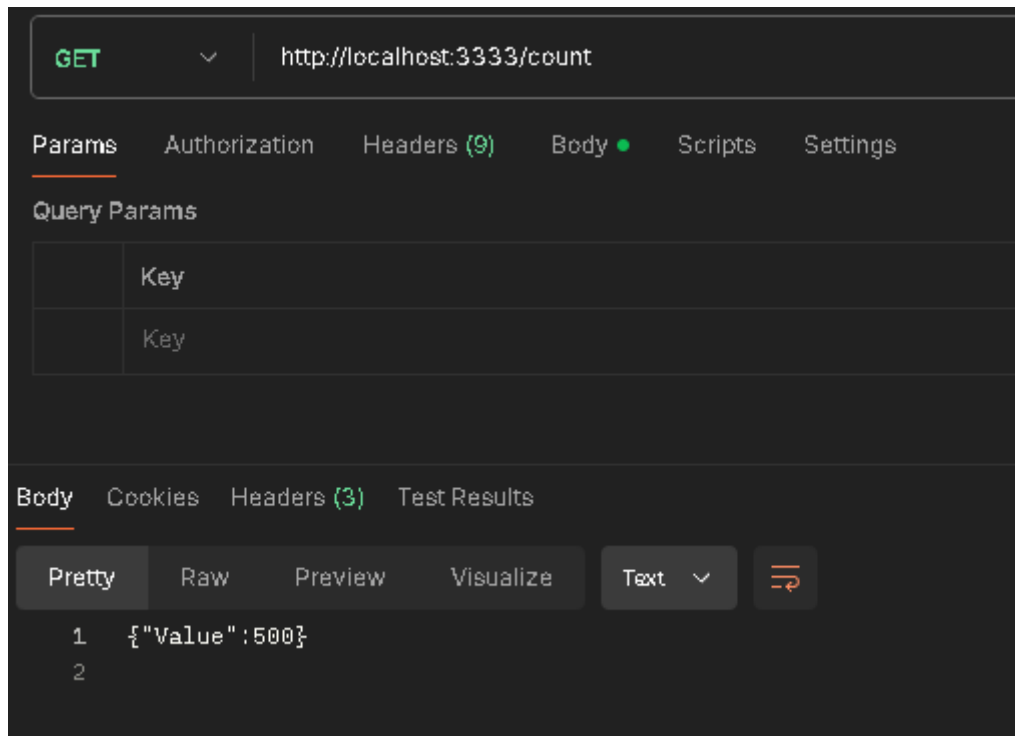 GET http://localhost:3333/count
Params Authorization Headers (9) Body Scripts Settings
Query Params
Key
Key
Body Cookies Headers (3) Test Results
Pretty Raw Preview Visualize Text
1 {"Value":500}
2